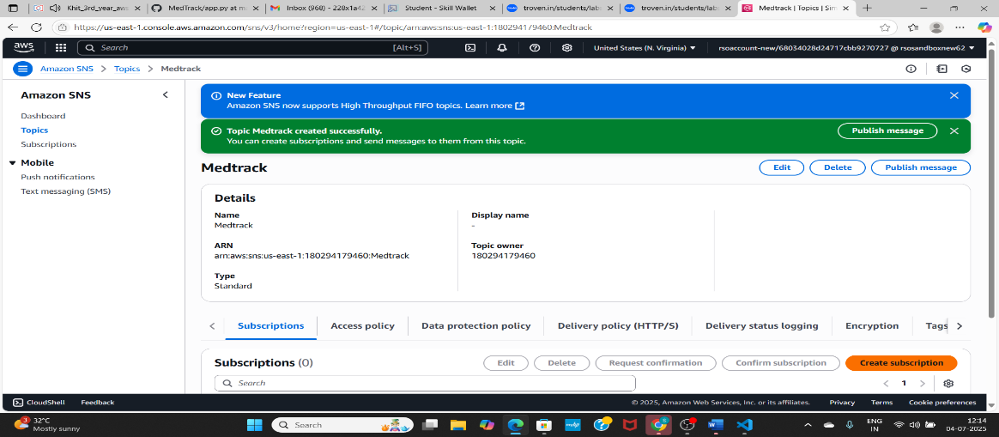 Khit_3rd_year_aws
MedTrack/app.py at m
Inbox (968) - 228x1a42
Student - Skill Wallet
troven.in/students/labs
troven.in/students/labs
Medtrack | Topics | Sim
https://us-east-1.console.aws.amazon.com/sns/v3/home?region=us-east-1#/topic/arn:aws:sns:us-east-1:180294179460:Medtrack
aws
Search
[Alt+S]
United States (N. Virginia)
rsoaccount-new/68034028d24717cbb9270727 @ rsosandboxnew62
Amazon SNS
Topics
Medtrack
Amazon SNS
Dashboard
Topics
Subscriptions
Mobile
Push notifications
Text messaging (SMS)
New Feature
Amazon SNS now supports High Throughput FIFO topics. Learn more
Topic Medtrack created successfully.
You can create subscriptions and send messages to them from this topic.
Publish message
Medtrack
Edit
Delete
Publish message
Details
Name
Medtrack
ARN
arn:aws:sns:us-east-1:180294179460:Medtrack
Type
Standard
Display name
-
Topic owner
180294179460
Subscriptions
Access policy
Data protection policy
Delivery policy (HTTP/S)
Delivery status logging
Encryption
Tags
Subscriptions (0)
Edit
Delete
Request confirmation
Confirm subscription
Create subscription
Search
1
CloudShell
Feedback
© 2025, Amazon Web Services, Inc. or its affiliates.
Privacy
Terms
Cookie preferences
3
32°C
Mostly sunny
Search
ENG
IN
12:14
04-07-2025